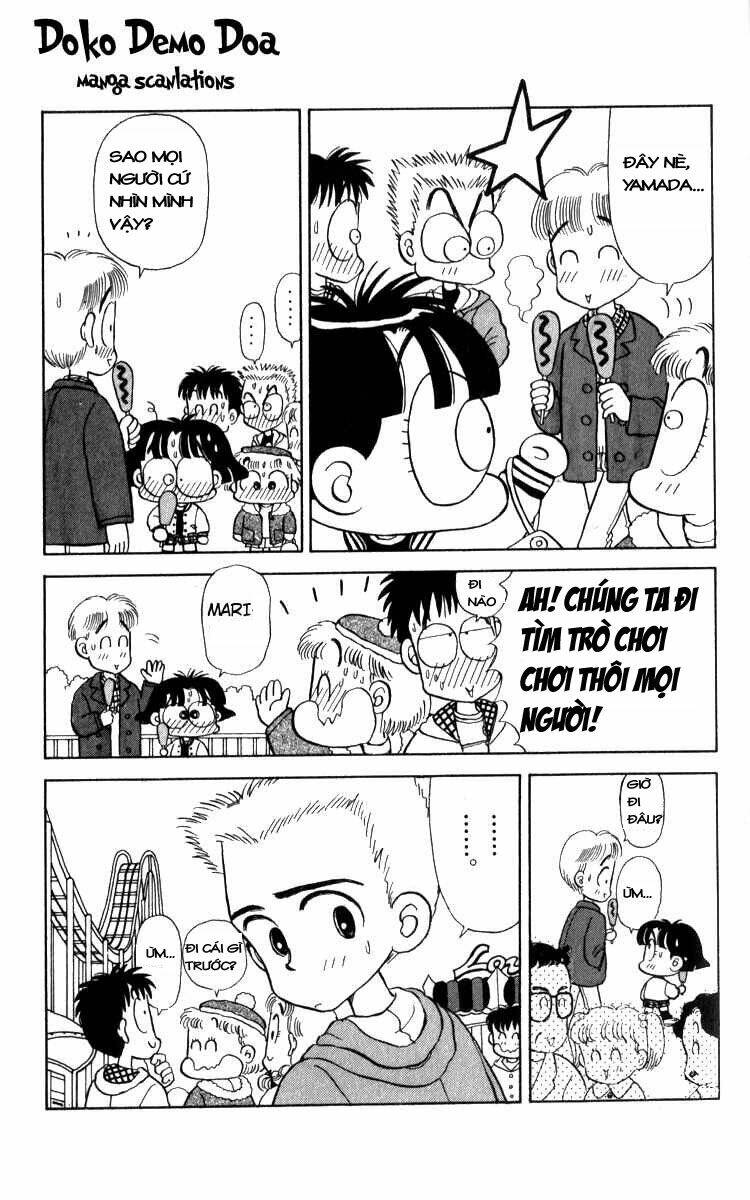 Doko Demo Doa
manga scanlations
ĐÂY NÈ,
YAMADA...
SAO MỌI
NGƯỜI CỨ
NHÌN MÌNH
VẬY?
ĐI
NÀO
AH! CHÚNG TA ĐI
TÌM TRÒ CHƠI
CHƠI THÔI MỌI
NGƯỜI!
MARI
GIỜ
ĐI
ĐÂU?
ỪM...
ĐI CÁI GÌ
TRƯỚC?
ỪM...